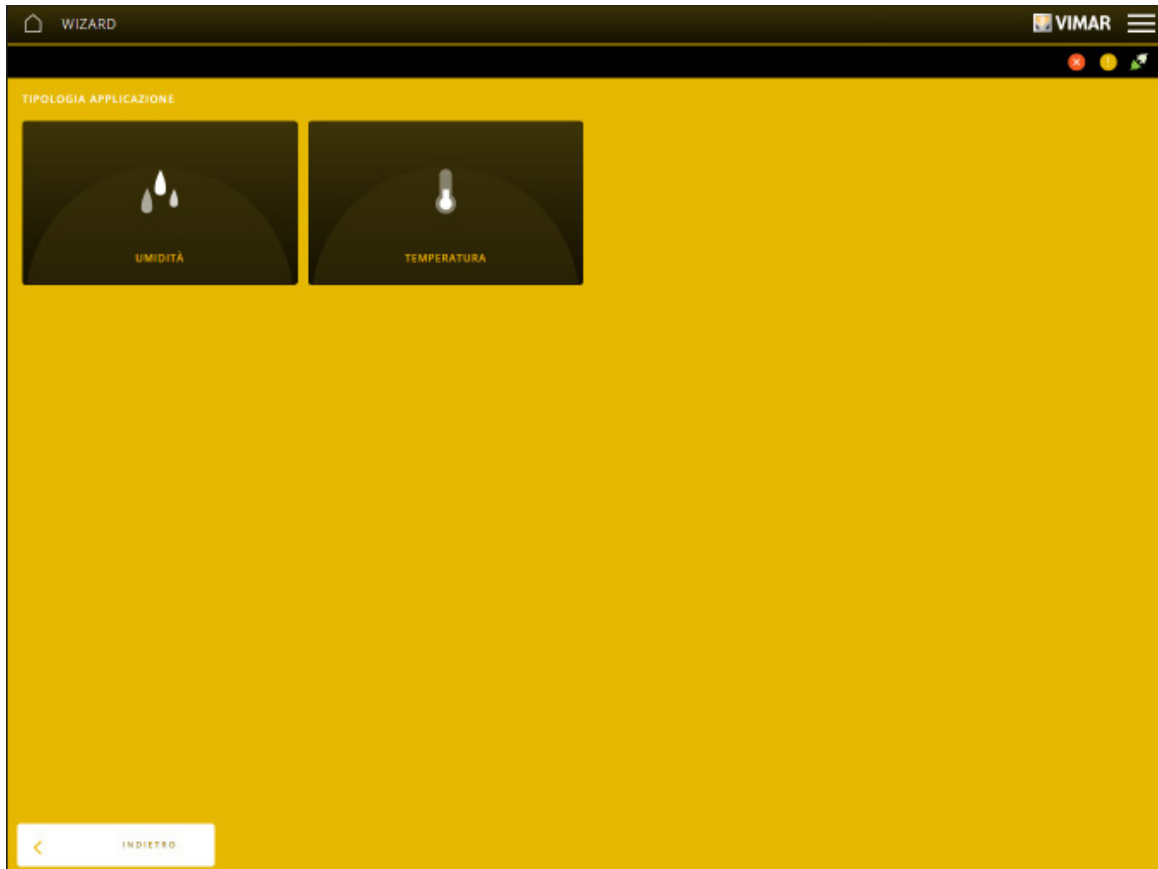 WIZARD
VIMAR
TIPOLOGIA APPLICAZIONE
UMIDITÀ
TEMPERATURA
INDIETRO